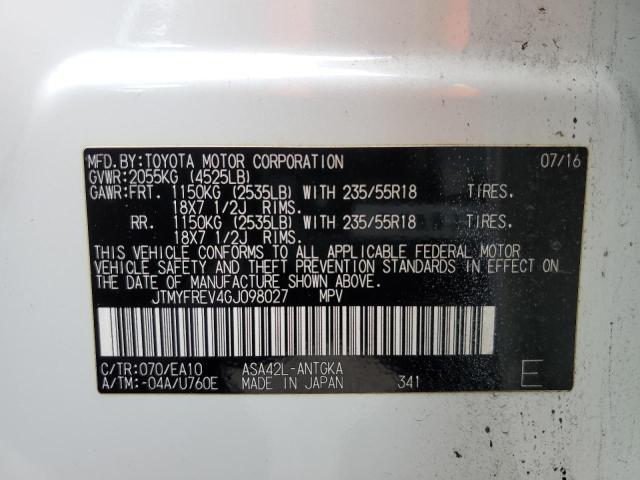 MFD.BY:TOYOTA MOTOR CORPORATION 07/16
GVWR:2055KG (4525LB)
GAWR:FRT. 1150KG (2535LB) WITH 235/55R18 TIRES.
18X7 1/2J RIMS.
RR. 1150KG (2535LB) WITH 235/55R18 TIRES.
18X7 1/2J RIMS.
THIS VEHICLE CONFORMS TO ALL APPLICABLE FEDERAL MOTOR
VEHICLE SAFETY AND THEFT PREVENTION STANDARDS IN EFFECT ON
THE DATE OF MANUFACTURE SHOWN ABOVE.
JTMYFREV4GJ098027 MPV
C/TR:070/EA10 ASA42L-ANTGKA
A/TM:-04A/U760E MADE IN JAPAN 341 E